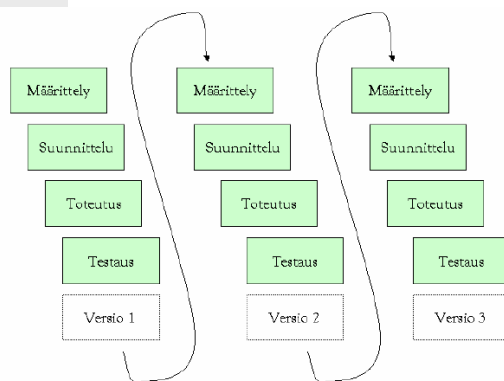 Määrittely
Suunnittelu
Toteutus
Testaus
Versio 1
Määrittely
Suunnittelu
Toteutus
Testaus
Versio 2
Määrittely
Suunnittelu
Toteutus
Testaus
Versio 3